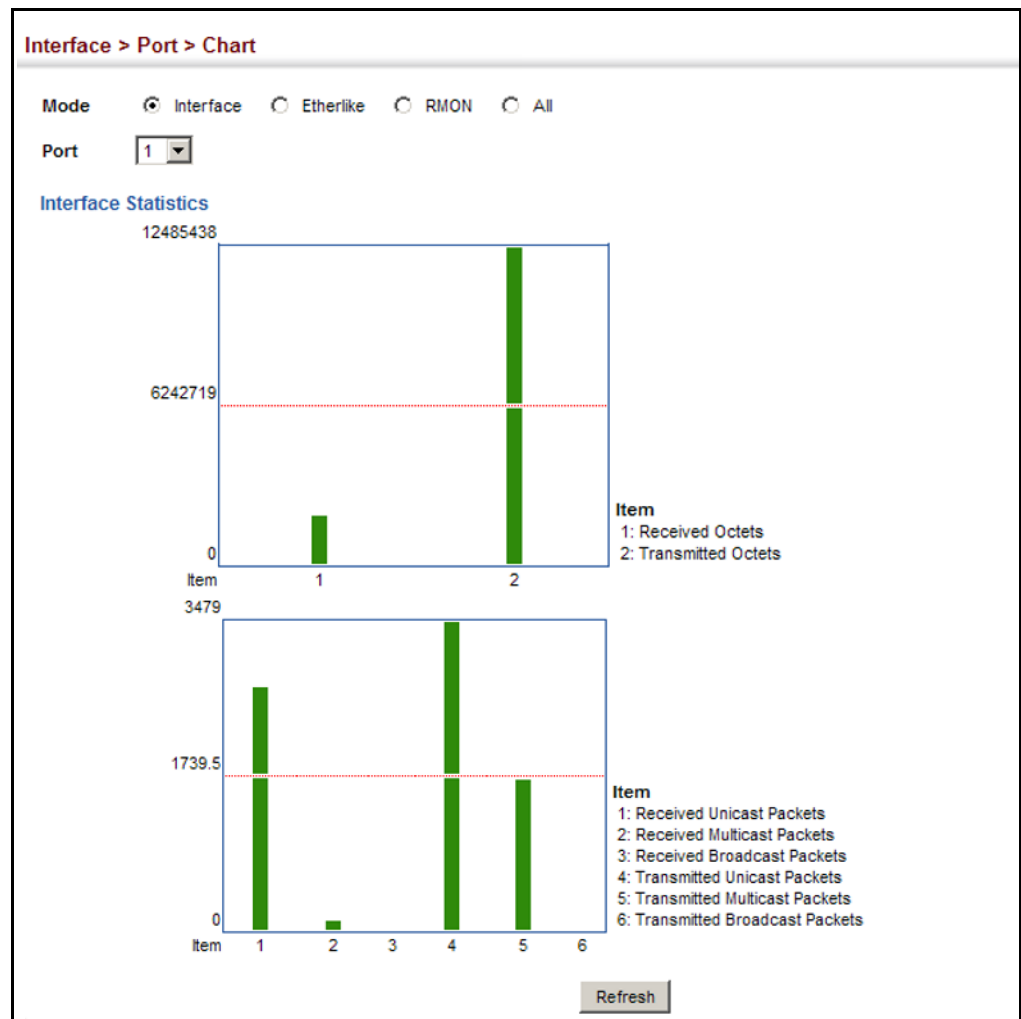 Interface > Port > Chart
Mode Interface Etherlike RMON All
Port 1
Interface Statistics
12485438
6242719
0
Item 1 2
Item
1: Received Octets
2: Transmitted Octets
3479
1739.5
0
Item 1 2 3 4 5 6
Item
1: Received Unicast Packets
2: Received Multicast Packets
3: Received Broadcast Packets
4: Transmitted Unicast Packets
5: Transmitted Multicast Packets
6: Transmitted Broadcast Packets
Refresh